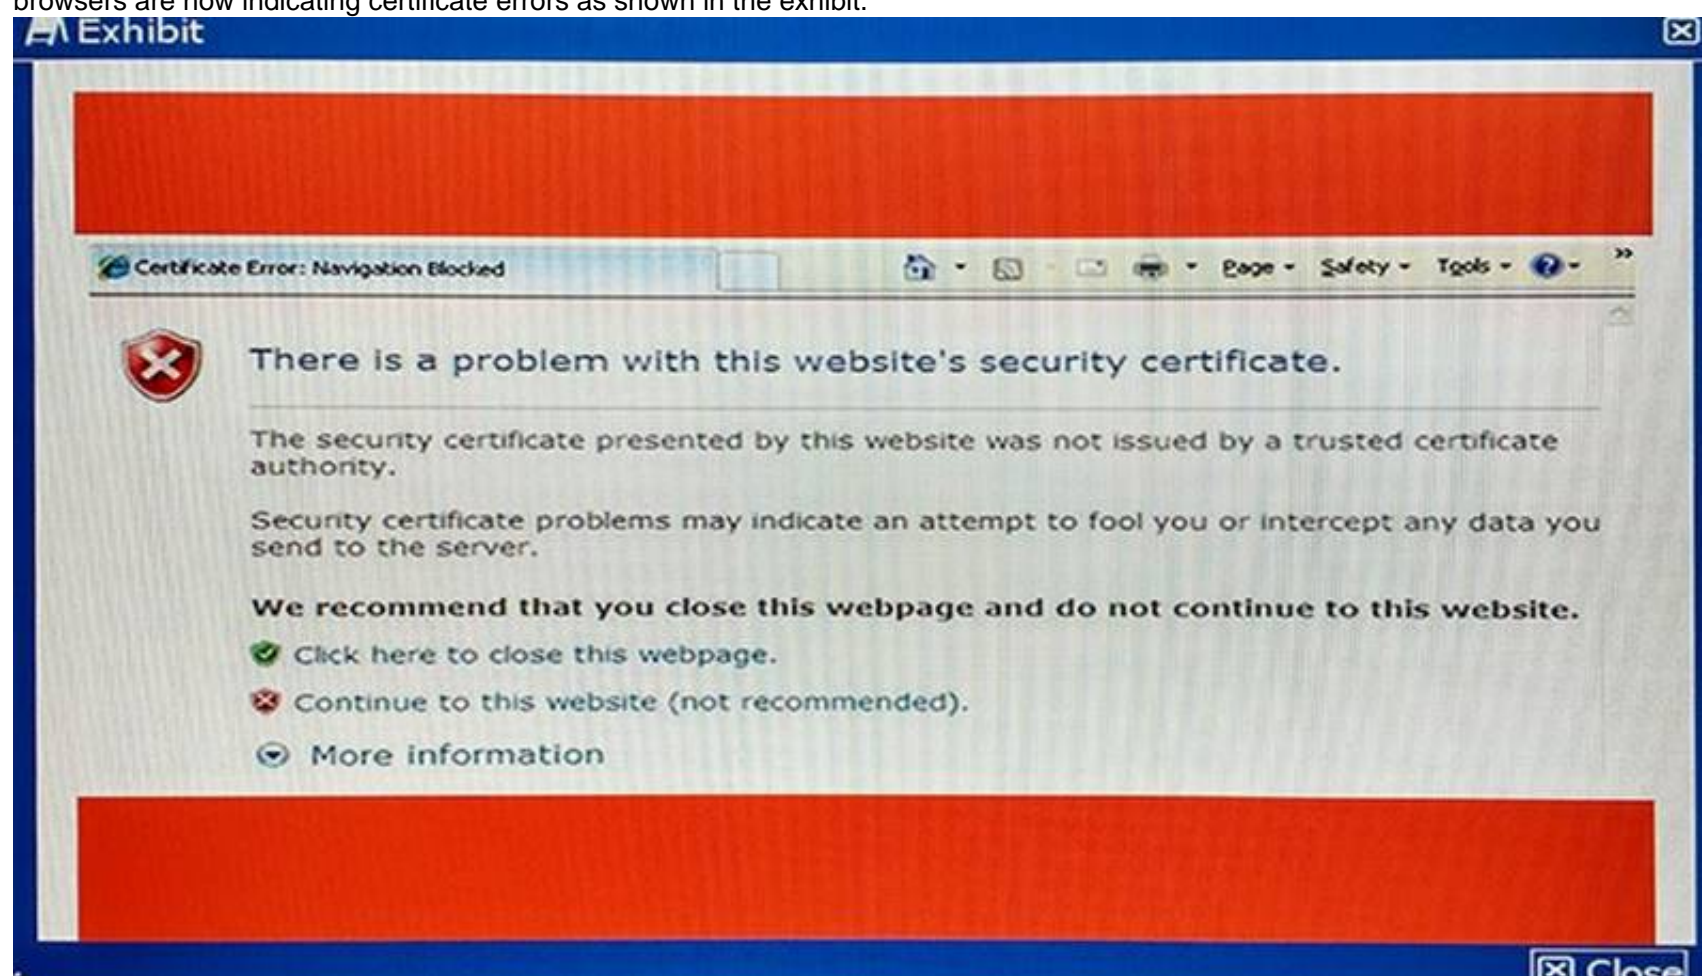 browsers are now indicating certificate errors as shown in the exhibit.
Exhibit
Certificate Error: Navigation Blocked
Page
Safety
Tools
There is a problem with this website's security certificate.
The security certificate presented by this website was not issued by a trusted certificate
authority.
Security certificate problems may indicate an attempt to fool you or intercept any data you
send to the server.
We recommend that you close this webpage and do not continue to this website.
Click here to close this webpage.
Continue to this website (not recommended).
More information
Close